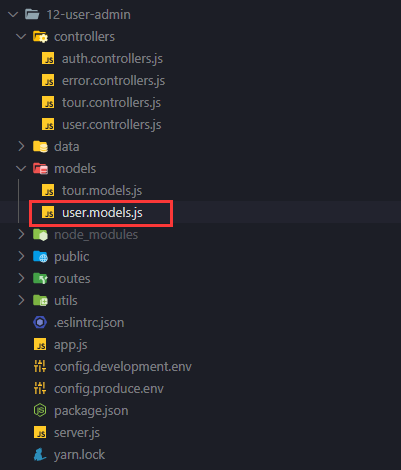 12-user-admin
controllers
auth.controllers.js
error.controllers.js
tour.controllers.js
user.controllers.js
data
models
tour.models.js
user.models.js
node_modules
public
routes
utils
.eslintrc.json
app.js
config.development.env
config.produce.env
package.json
server.js
yarn.lock